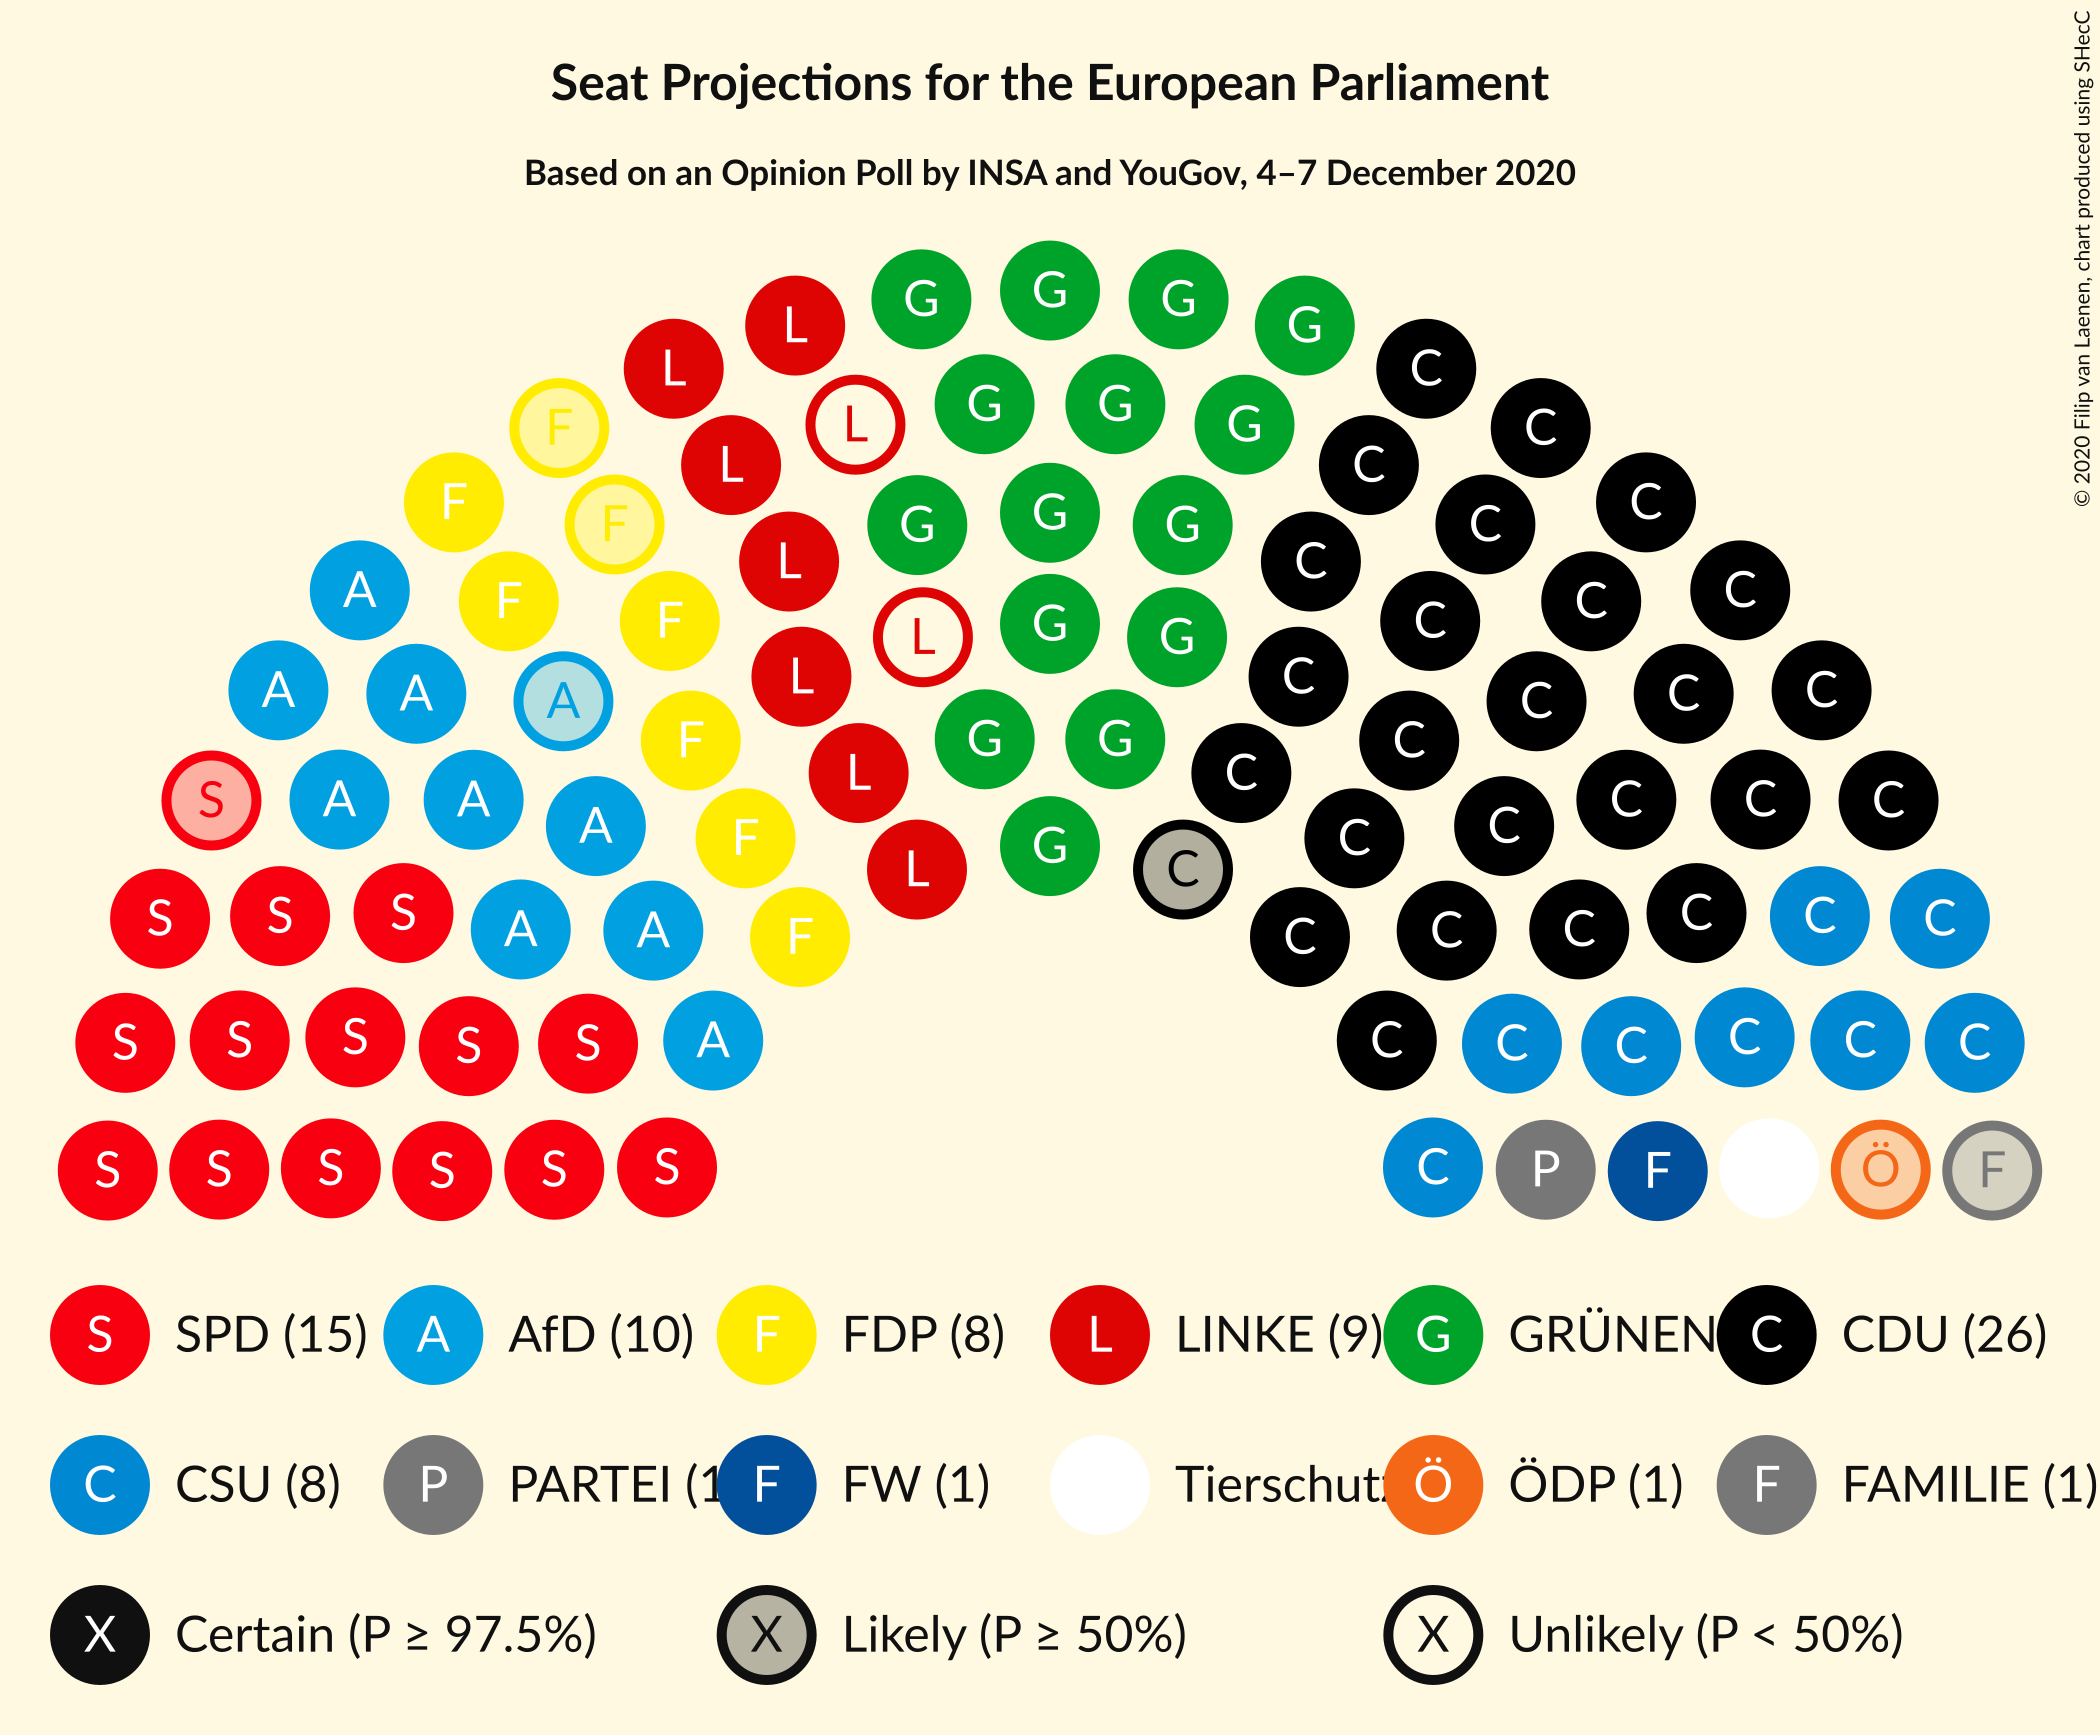 Seat Projections for the European Parliament
Based on an Opinion Poll by INSA and YouGov, 4–7 December 2020
© 2020 Filip van Laenen, chart produced using SHecC
G G G G
L L C C
F L G G G C
F L C C C
F L G G G C C
A F F L L G G C C C C
A A A F L G G C C C C C
S A A A F L C C C C C C
S S S A A F L G C C C C C C C C
S S S S S A C C C C C C
S S S S S S C P F Ö F
S SPD (15) A AfD (10) F FDP (8) L LINKE (9) G GRÜNEN C CDU (26)
C CSU (8) P PARTEI (1 F FW (1) Tierschutz Ö ÖDP (1) F FAMILIE (1)
X Certain (P ≥ 97.5%) X Likely (P ≥ 50%) X Unlikely (P < 50%)